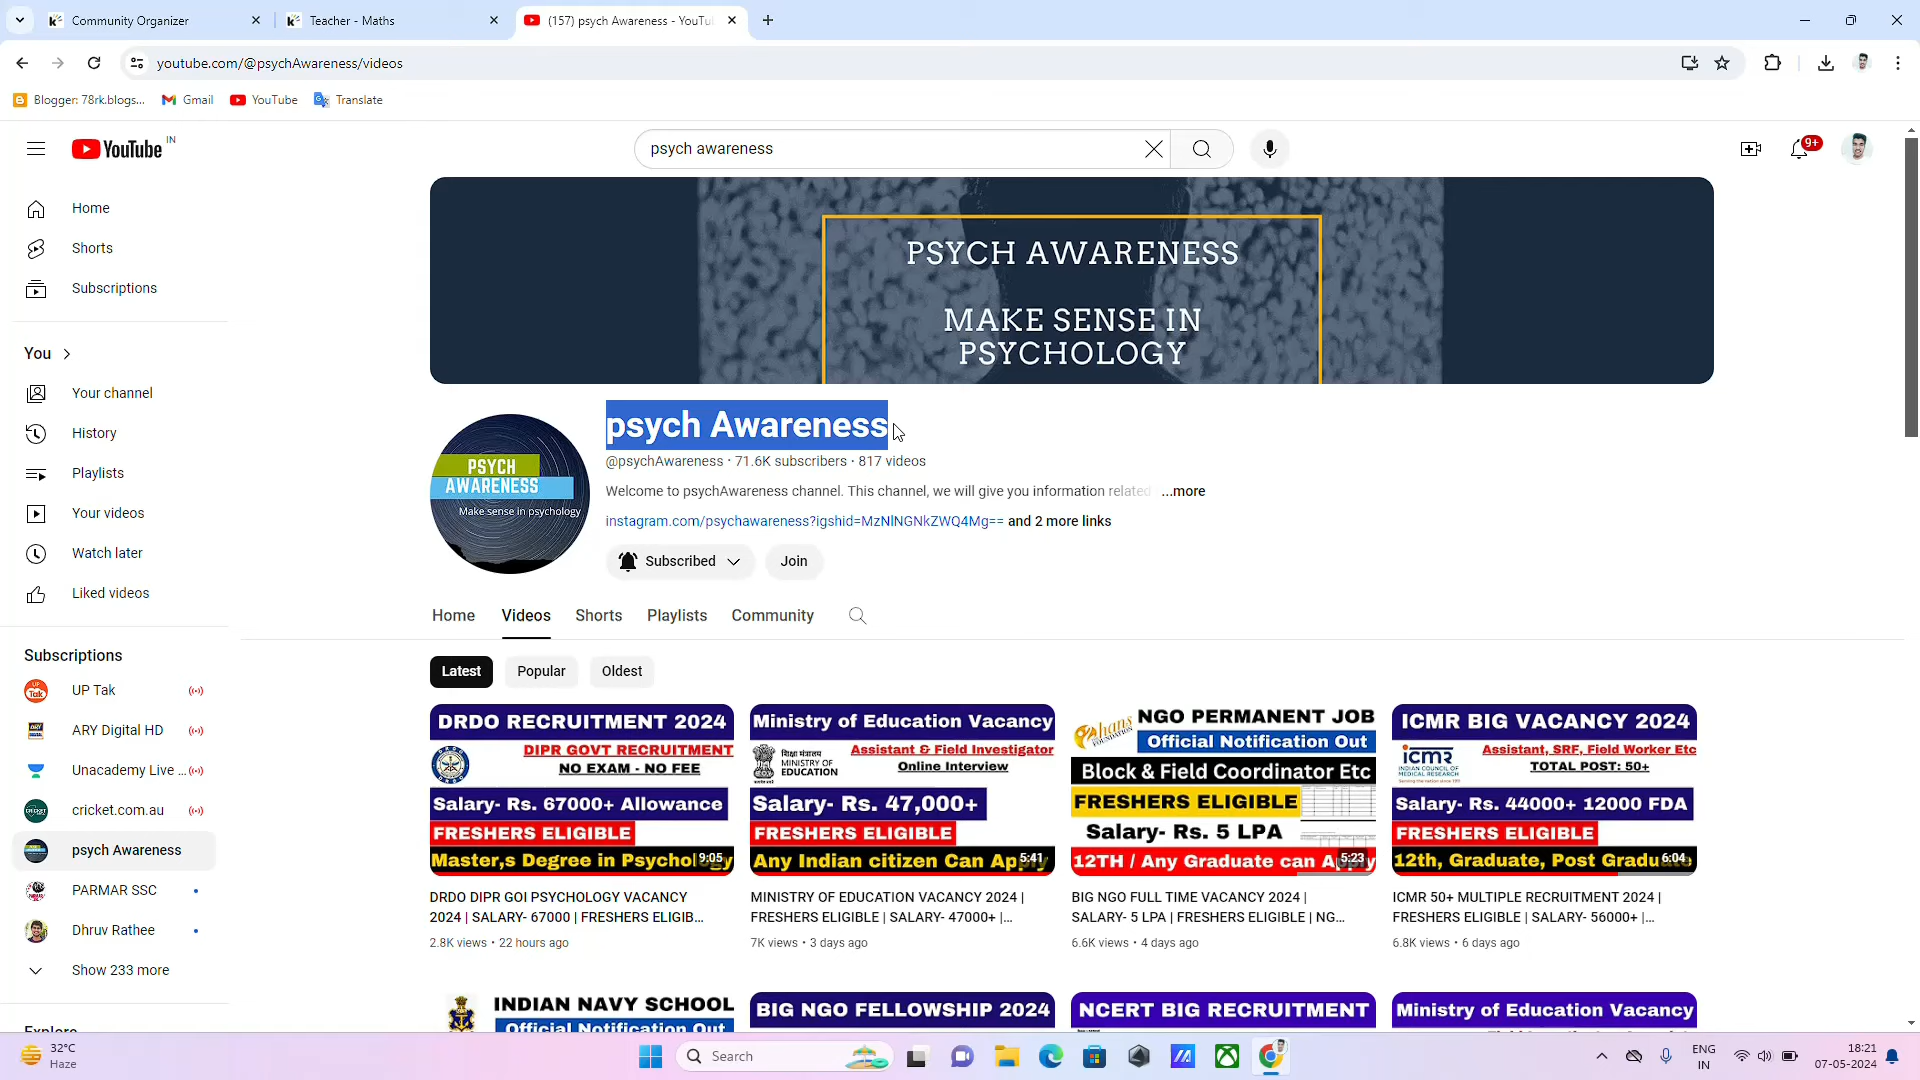 Community Organizer
Teacher - Maths
(157) psych Awareness - YouTu
youtube.com/@psychAwareness/videos
Blogger: 78rk.blogs...
Gmail
YouTube
Translate
YouTube IN
psych awareness
9+
Home
Shorts
Subscriptions
You
Your channel
History
Playlists
Your videos
Watch later
Liked videos
Subscriptions
UP Tak
ARY Digital HD
Unacademy Live ...
cricket.com.au
psych Awareness
PARMAR SSC
Dhruv Rathee
Show 233 more
Explore
PSYCH AWARENESS
MAKE SENSE IN
PSYCHOLOGY
PSYCH
AWARENESS
Make sense in psychology
psych Awareness
@psychAwareness · 71.6K subscribers · 817 videos
Welcome to psychAwareness channel. This channel, we will give you information related ...more
instagram.com/psychawareness?igshid=MzNlNGNkZWQ4Mg== and 2 more links
Subscribed
Join
Home
Videos
Shorts
Playlists
Community
Latest
Popular
Oldest
DRDO RECRUITMENT 2024
DIPR GOVT RECRUITMENT
NO EXAM - NO FEE
Salary- Rs. 67000+ Allowance
FRESHERS ELIGIBLE
Master,s Degree in Psychology
9:05
DRDO DIPR GOI PSYCHOLOGY VACANCY
2024 | SALARY- 67000 | FRESHERS ELIGIB...
2.8K views • 22 hours ago
Ministry of Education Vacancy
शिक्षा मंत्रालय
MINISTRY OF
EDUCATION
Assistant & Field Investigator
Online Interview
Salary- Rs. 47,000+
FRESHERS ELIGIBLE
Any Indian citizen Can Apply
5:41
MINISTRY OF EDUCATION VACANCY 2024 |
FRESHERS ELIGIBLE | SALARY- 47000+ |...
7K views • 3 days ago
NGO PERMANENT JOB
Official Notification Out
Block & Field Coordinator Etc
FRESHERS ELIGIBLE
Salary- Rs. 5 LPA
12TH / Any Graduate can Apply
5:23
BIG NGO FULL TIME VACANCY 2024 |
SALARY- 5 LPA | FRESHERS ELIGIBLE | NG...
6.6K views • 4 days ago
ICMR BIG VACANCY 2024
icmr
INDIAN COUNCIL OF
MEDICAL RESEARCH
Assistant, SRF, Field Worker Etc
TOTAL POST: 50+
Salary- Rs. 44000+ 12000 FDA
FRESHERS ELIGIBLE
12th, Graduate, Post Graduate
6:04
ICMR 50+ MULTIPLE RECRUITMENT 2024 |
FRESHERS ELIGIBLE | SALARY- 56000+ |...
6.8K views • 6 days ago
INDIAN NAVY SCHOOL
Official Notification Out
BIG NGO FELLOWSHIP 2024
NCERT BIG RECRUITMENT
Ministry of Education Vacancy
32°C
Haze
Search
ENG
IN
18:21
07-05-2024